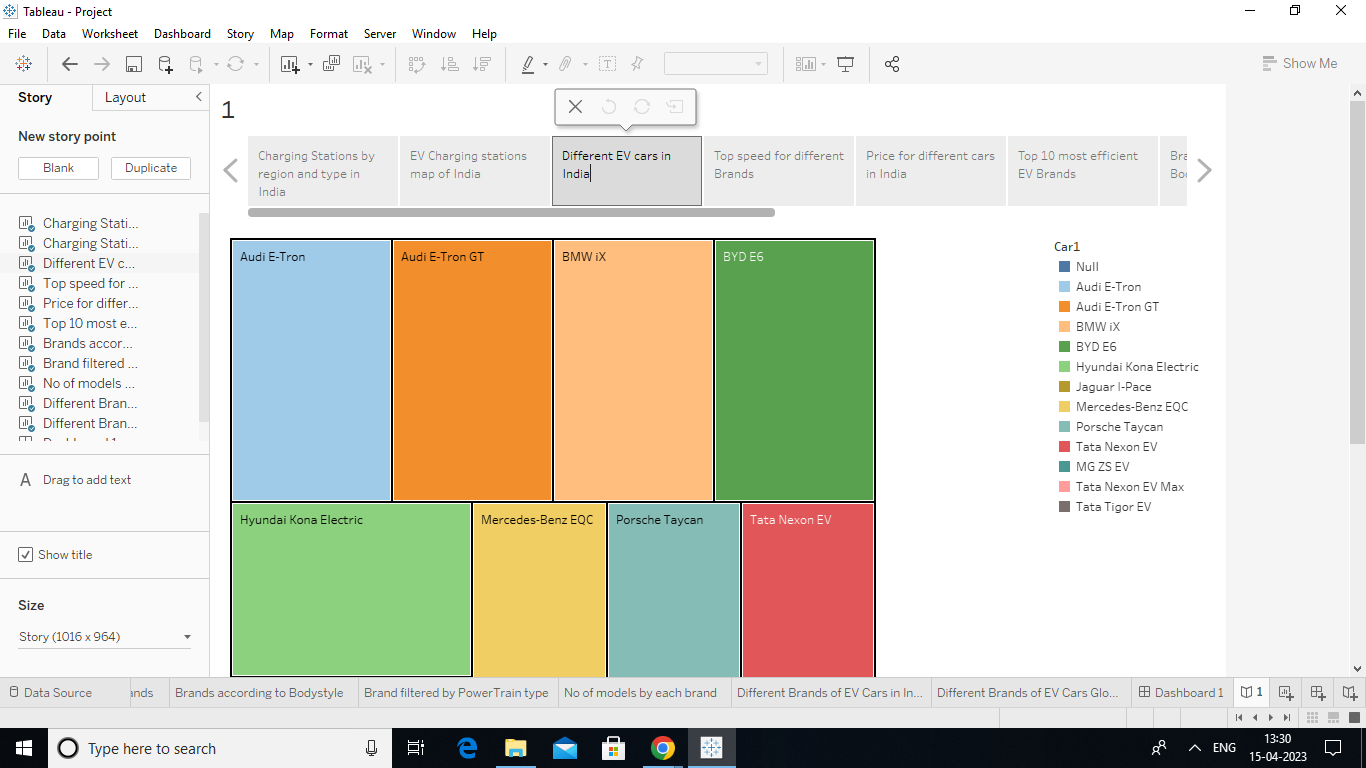 Tableau - Project
File Data Worksheet Dashboard Story Map Format Server Window Help
Show Me
Story Layout
New story point
Blank Duplicate
Charging Stati...
Charging Stati...
Different EV c...
Top speed for ...
Price for differ...
Top 10 most e...
Brands accor...
Brand filtered ...
No of models ...
Different Bran...
Different Bran...
A Drag to add text
Show title
Size
Story (1016 x 964)
1
Charging Stations by
region and type in
India
EV Charging stations
map of India
Different EV cars in
India
Top speed for different
Brands
Price for different cars
in India
Top 10 most efficient
EV Brands
Audi E-Tron
Audi E-Tron GT
BMW iX
BYD E6
Hyundai Kona Electric
Mercedes-Benz EQC
Porsche Taycan
Tata Nexon EV
Car1
Null
Audi E-Tron
Audi E-Tron GT
BMW iX
BYD E6
Hyundai Kona Electric
Jaguar I-Pace
Mercedes-Benz EQC
Porsche Taycan
Tata Nexon EV
MG ZS EV
Tata Nexon EV Max
Tata Tigor EV
Data Source ands Brands according to Bodystyle Brand filtered by PowerTrain type No of models by each brand Different Brands of EV Cars in In... Different Brands of EV Cars Glo... Dashboard 1 1
Type here to search
ENG
13:30
15-04-2023